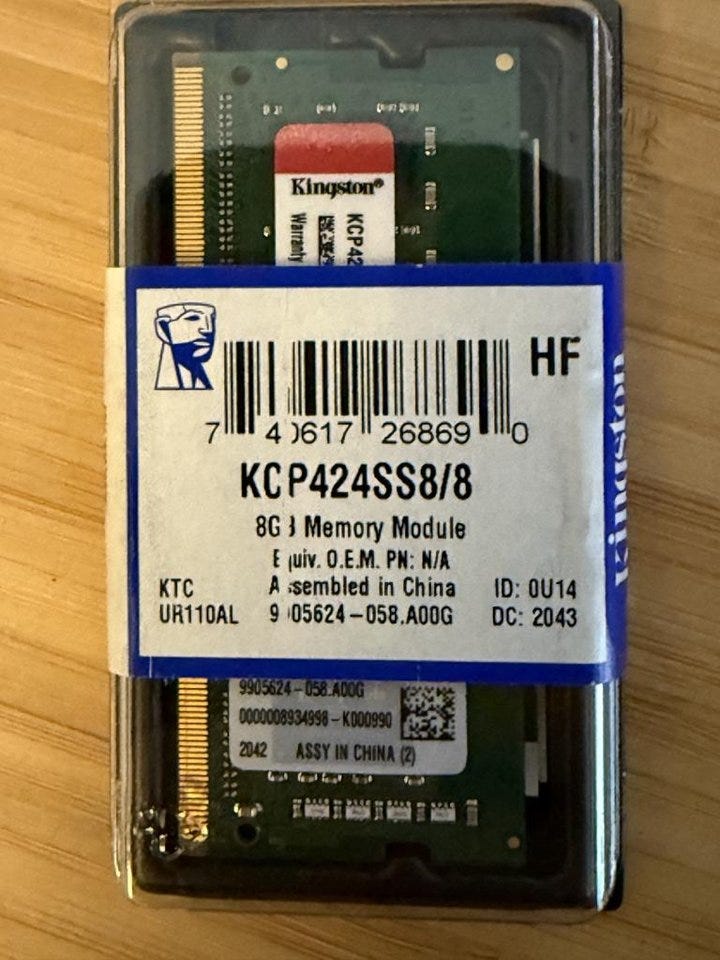 Kingston®
KCP42
Warranty
HF
7 40617 26869 0
KCP424SS8/8
8GB Memory Module
Equiv. O.E.M. PN: N/A
KTC Assembled in China ID: 0U14
UR110AL 9905624-058.A00G DC: 2043
Kingston
9905624-058.A00G
0000008934998-K000990
2042 ASSY IN CHINA (2)